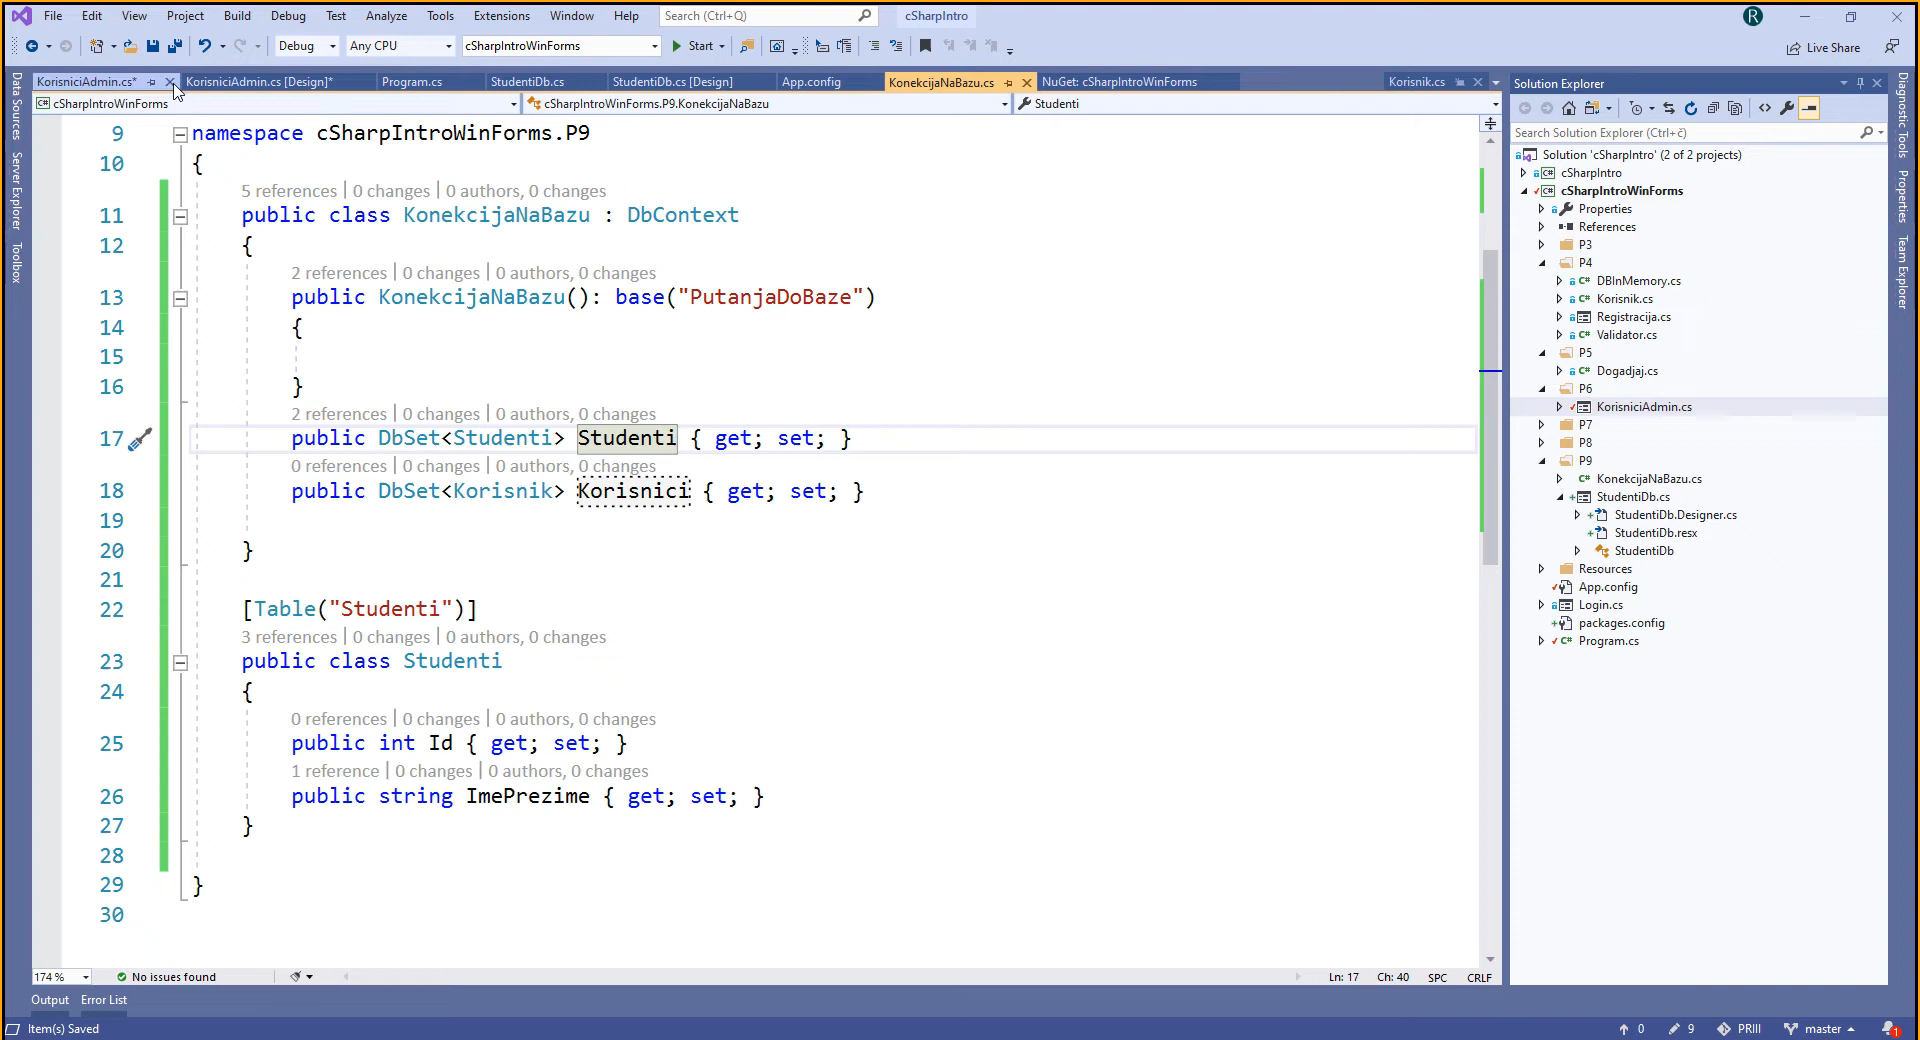 File Edit View Project Build Debug Test Analyze Tools Extensions Window Help Search (Ctrl+Q) cSharpIntro R
Debug Any CPU cSharpIntroWinForms Start Live Share
KorisniciAdmin.cs* KorisniciAdmin.cs [Design]* Program.cs StudentiDb.cs StudentiDb.cs [Design] App.config KonekcijaNaBazu.cs NuGet: cSharpIntroWinForms Korisnik.cs
cSharpIntroWinForms cSharpIntroWinForms.P9.KonekcijaNaBazu Studenti
Data Sources
Server Explorer
Toolbox
9 namespace cSharpIntroWinForms.P9
10 {
5 references | 0 changes | 0 authors, 0 changes
11 public class KonekcijaNaBazu : DbContext
12 {
2 references | 0 changes | 0 authors, 0 changes
13 public KonekcijaNaBazu(): base("PutanjaDoBaze")
14 {
15
16 }
2 references | 0 changes | 0 authors, 0 changes
17 public DbSet<Studenti> Studenti { get; set; }
0 references | 0 changes | 0 authors, 0 changes
18 public DbSet<Korisnik> Korisnici { get; set; }
19
20 }
21
22 [Table("Studenti")]
3 references | 0 changes | 0 authors, 0 changes
23 public class Studenti
24 {
0 references | 0 changes | 0 authors, 0 changes
25 public int Id { get; set; }
1 reference | 0 changes | 0 authors, 0 changes
26 public string ImePrezime { get; set; }
27 }
28
29 }
30
174 % No issues found Ln: 17 Ch: 40 SPC CRLF
Output Error List
Item(s) Saved 0 9 PRIII master 1
Solution Explorer
Search Solution Explorer (Ctrl+č)
Solution 'cSharpIntro' (2 of 2 projects)
C# cSharpIntro
C# cSharpIntroWinForms
Properties
References
P3
P4
C# DBInMemory.cs
C# Korisnik.cs
Registracija.cs
C# Validator.cs
P5
C# Dogadjaj.cs
P6
KorisniciAdmin.cs
P7
P8
P9
C# KonekcijaNaBazu.cs
StudentiDb.cs
StudentiDb.Designer.cs
StudentiDb.resx
StudentiDb
Resources
App.config
Login.cs
packages.config
C# Program.cs
Diagnostic Tools
Properties
Team Explorer